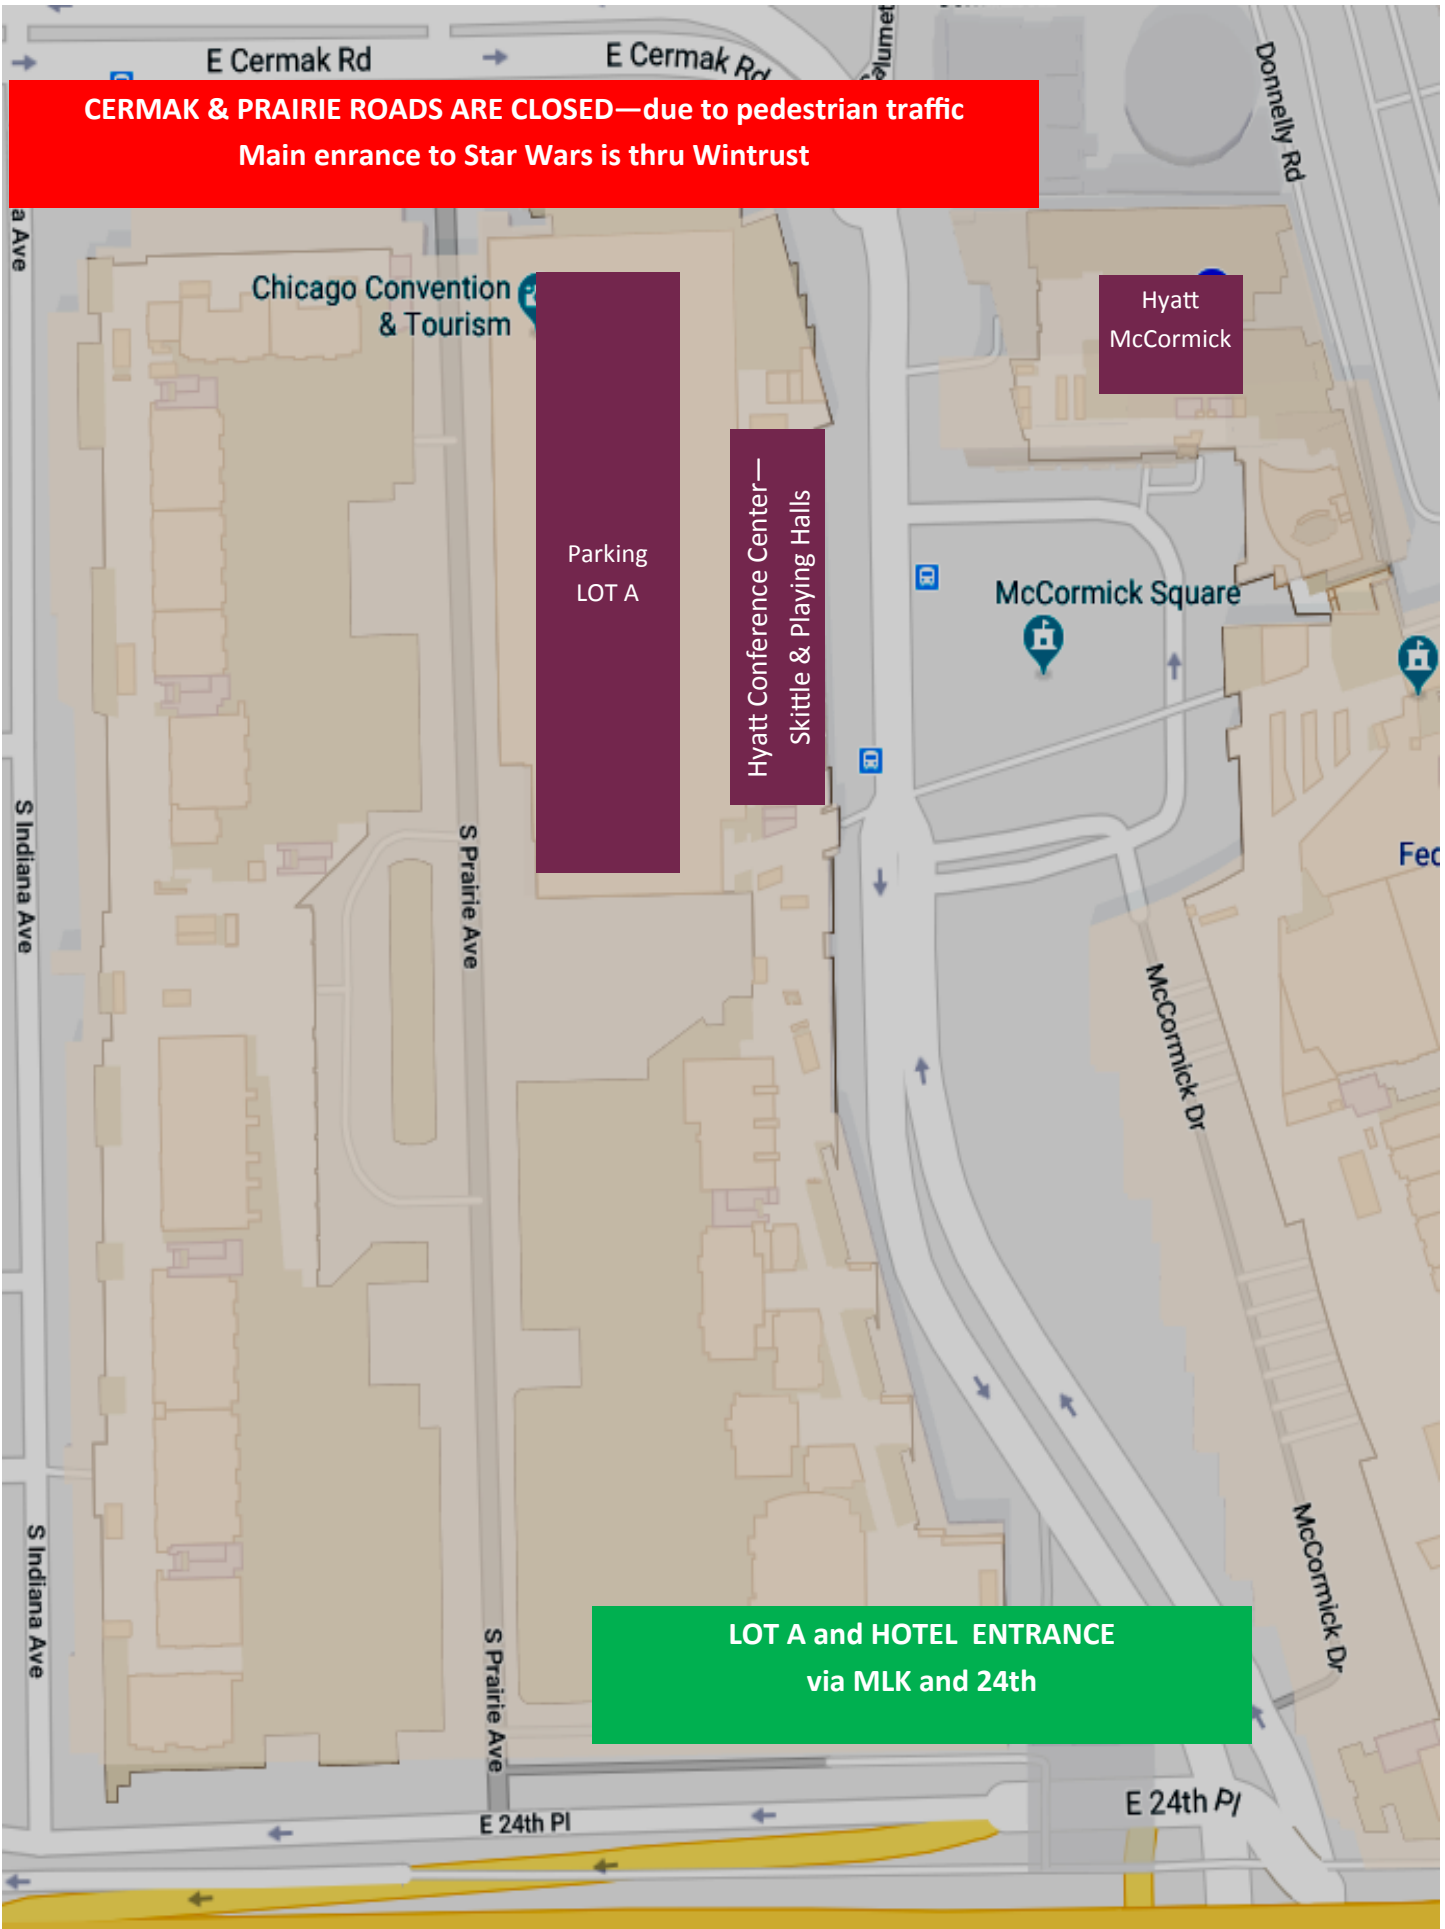 E Cermak Rd
E Cermak Rd
Donnelly Rd
CERMAK & PRAIRIE ROADS ARE CLOSED—due to pedestrian traffic
Main enrance to Star Wars is thru Wintrust
a Ave
Chicago Convention
& Tourism
Hyatt
McCormick
Parking
LOT A
Hyatt Conference Center—
Skittle & Playing Halls
McCormick Square
S Indiana Ave
S Prairie Ave
Fed
McCormick Dr
McCormick Dr
S Indiana Ave
S Prairie Ave
LOT A and HOTEL ENTRANCE
via MLK and 24th
E 24th Pl
E 24th Pl